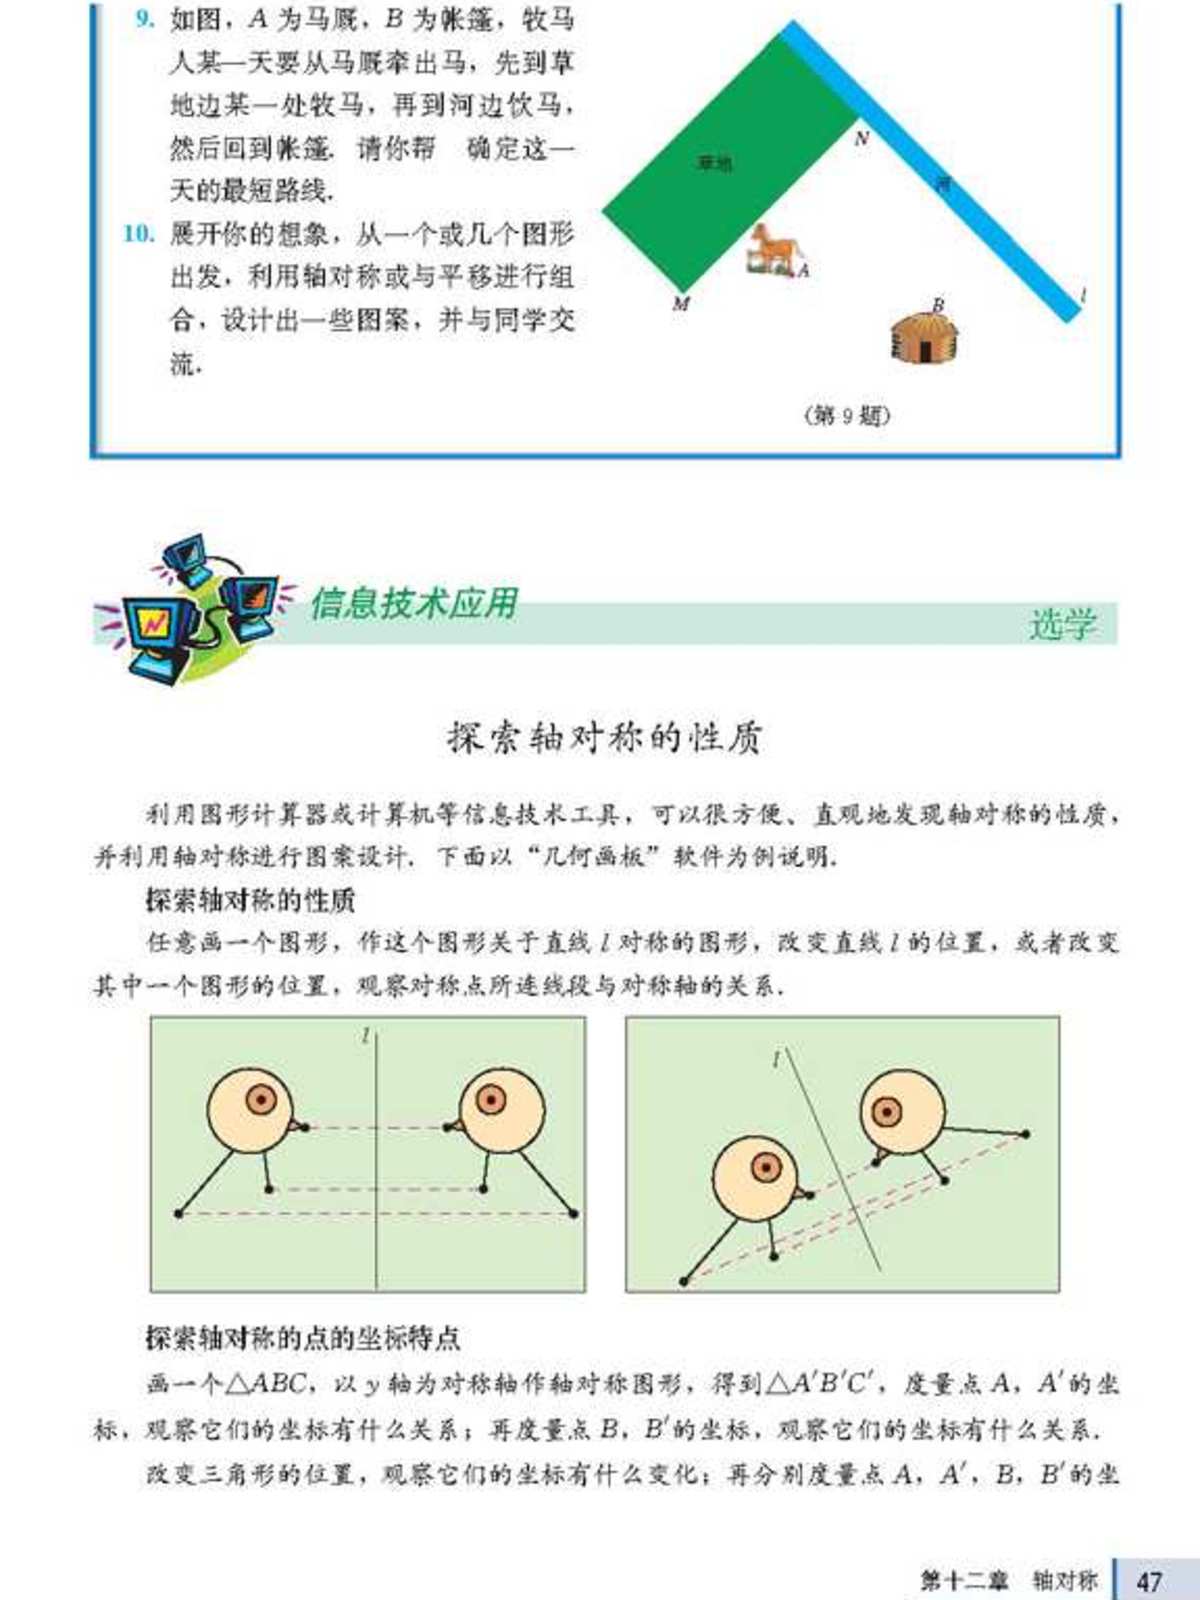 9. 如图，A 为马厩，B 为帐篷，牧马
人某一天要从马厩牵出马，先到草
地边某一处牧马，再到河边饮马，
然后回到帐篷. 请你帮 确定这一
天的最短路线.
10. 展开你的想象，从一个或几个图形
出发，利用轴对称或与平移进行组
合，设计出一些图案，并与同学交
流.
草地
N
河
A
M
l
B
（第 9 题）
信息技术应用
选学
探索轴对称的性质
利用图形计算器或计算机等信息技术工具，可以很方便、直观地发现轴对称的性质，
并利用轴对称进行图案设计. 下面以“几何画板”软件为例说明.
探索轴对称的性质
任意画一个图形，作这个图形关于直线 l 对称的图形，改变直线 l 的位置，或者改变
其中一个图形的位置，观察对称点所连线段与对称轴的关系.
l
l
探索轴对称的点的坐标特点
画一个△ABC，以 y 轴为对称轴作轴对称图形，得到△A′B′C′，度量点 A，A′的坐
标，观察它们的坐标有什么关系；再度量点 B，B′的坐标，观察它们的坐标有什么关系.
改变三角形的位置，观察它们的坐标有什么变化；再分别度量点 A，A′，B，B′的坐
第十二章 轴对称 47